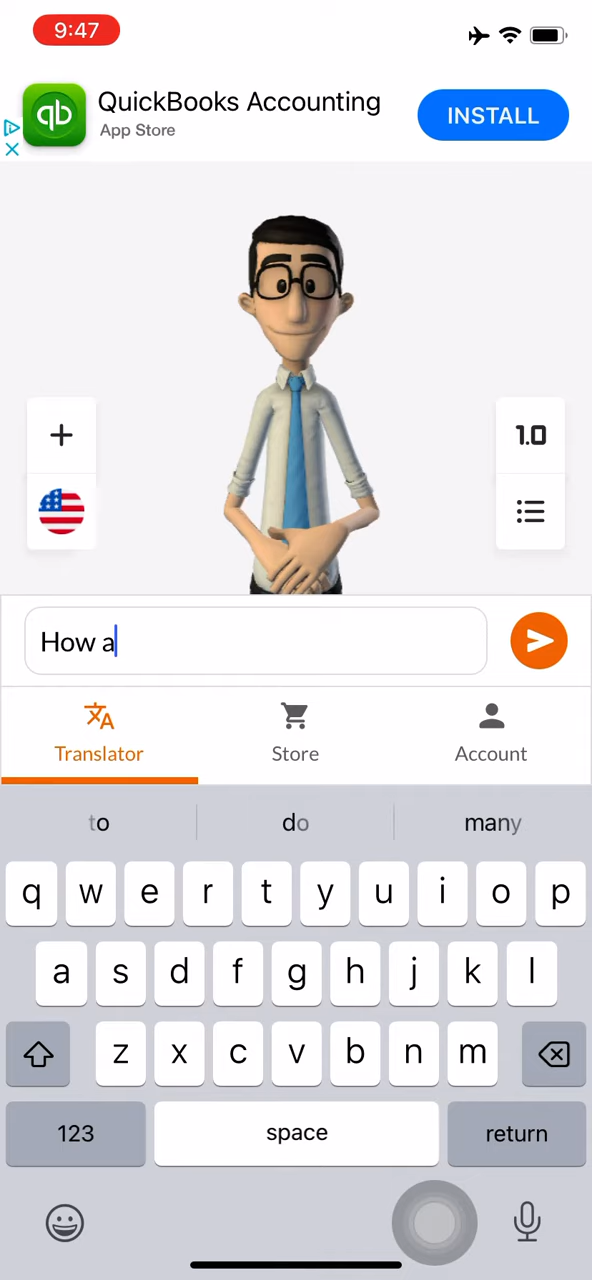 9:47
qb
QuickBooks Accounting
App Store
INSTALL
1.0
How a
Translator
Store
Account
to
do
many
q w e r t y u i o p
a s d f g h j k l
z x c v b n m
123
space
return